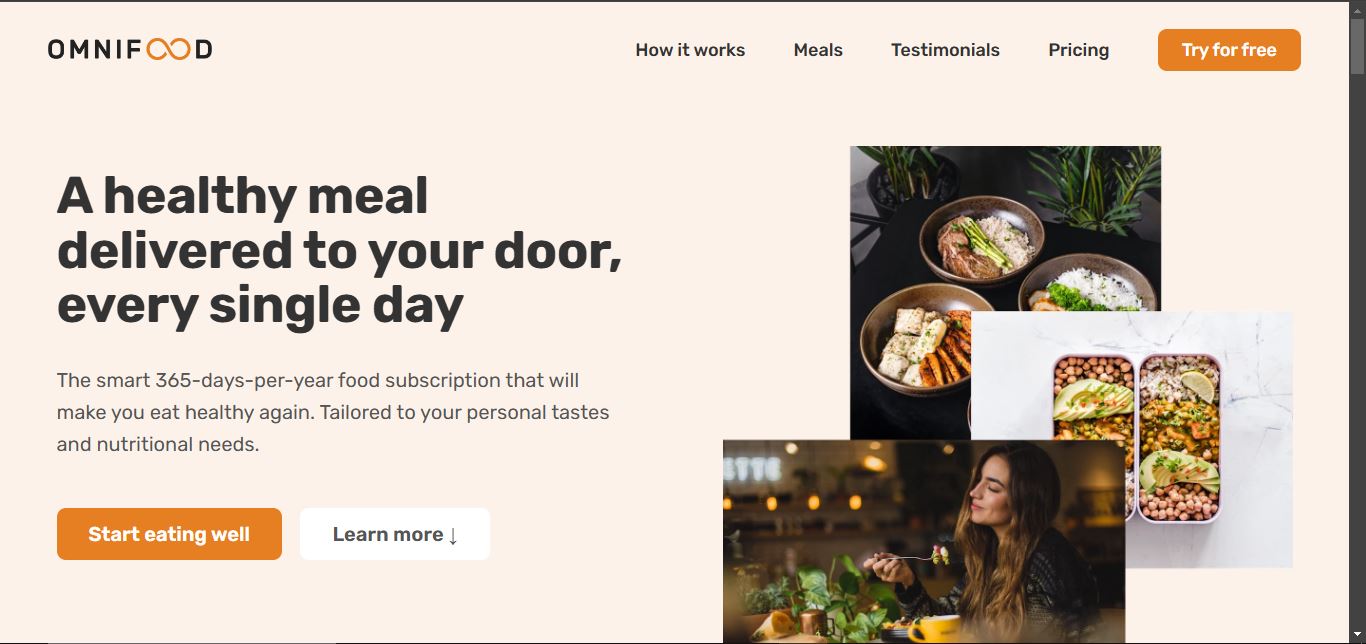 OMNIFOOD
How it works
Meals
Testimonials
Pricing
Try for free
A healthy meal
delivered to your door,
every single day
The smart 365-days-per-year food subscription that will
make you eat healthy again. Tailored to your personal tastes
and nutritional needs.
Start eating well
Learn more ↓